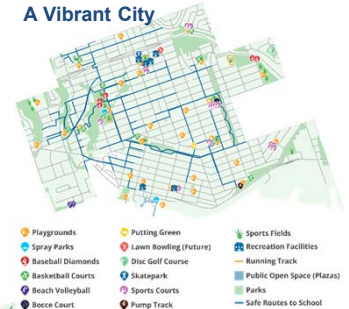 A Vibrant City
Playgrounds
Spray Parks
Baseball Diamonds
Basketball Courts
Beach Volleyball
Bocce Court
Putting Green
Lawn Bowling (Future)
Disc Golf Course
Skatepark
Sports Courts
Pump Track
Sports Fields
Recreation Facilities
Running Track
Public Open Space (Plazas)
Parks
Safe Routes to School